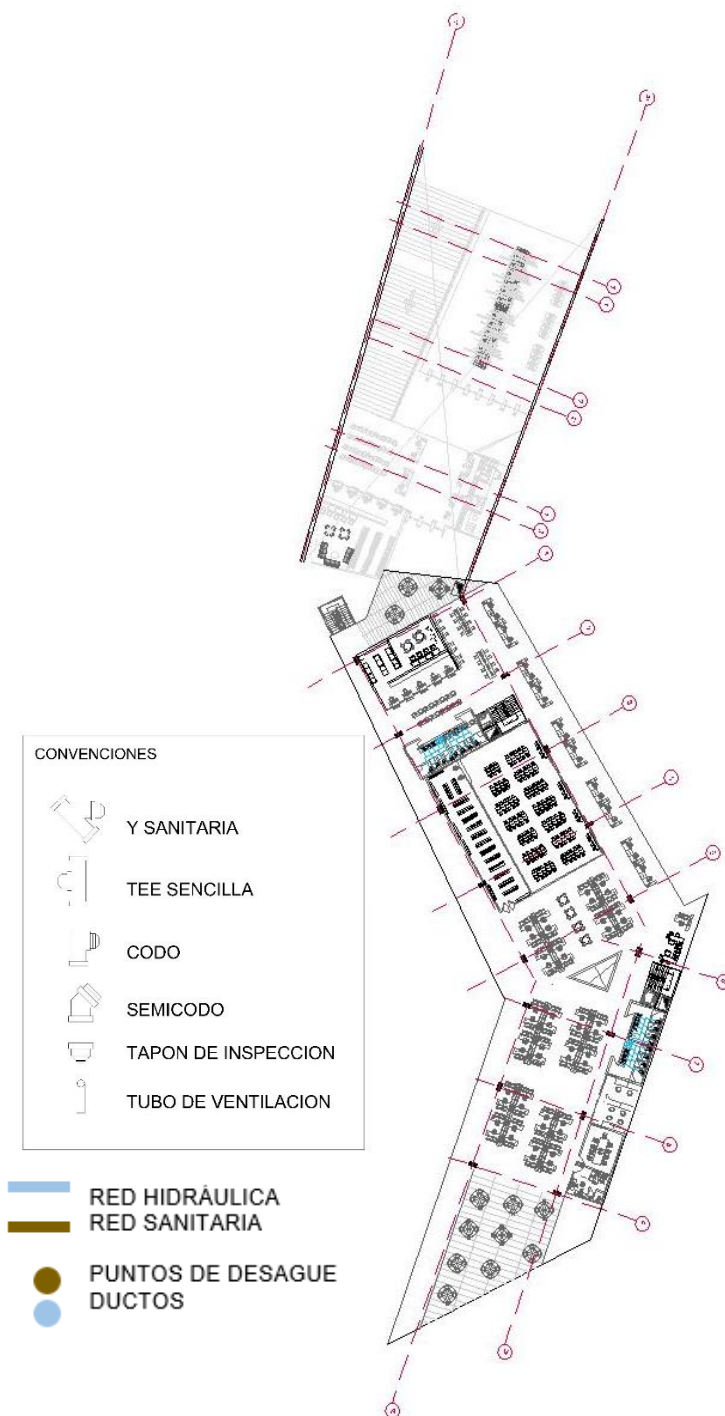 CONVENCIONES
Y SANITARIA
TEE SENCILLA
CODO
SEMICODO
TAPON DE INSPECCION
TUBO DE VENTILACION
RED HIDRÁULICA
RED SANITARIA
PUNTOS DE DESAGUE
DUCTOS